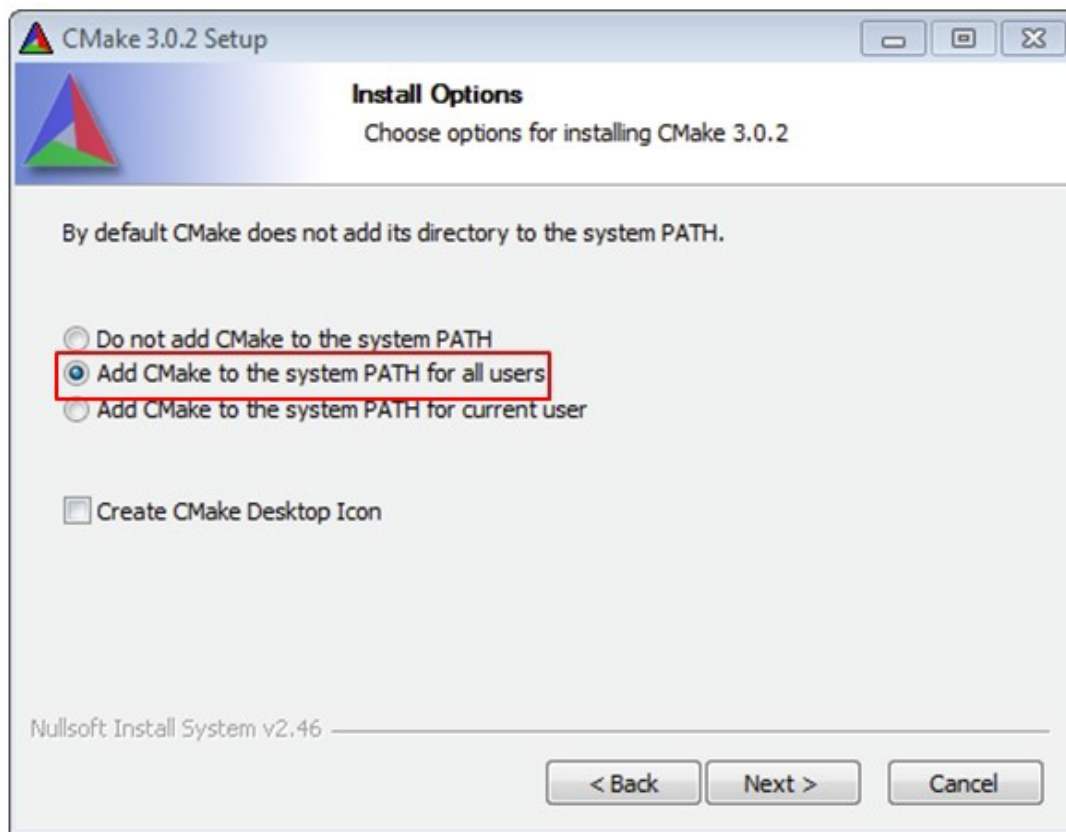 CMake 3.0.2 Setup
Install Options
Choose options for installing CMake 3.0.2
By default CMake does not add its directory to the system PATH.
Do not add CMake to the system PATH
Add CMake to the system PATH for all users
Add CMake to the system PATH for current user
Create CMake Desktop Icon
Nullsoft Install System v2.46
< Back Next > Cancel